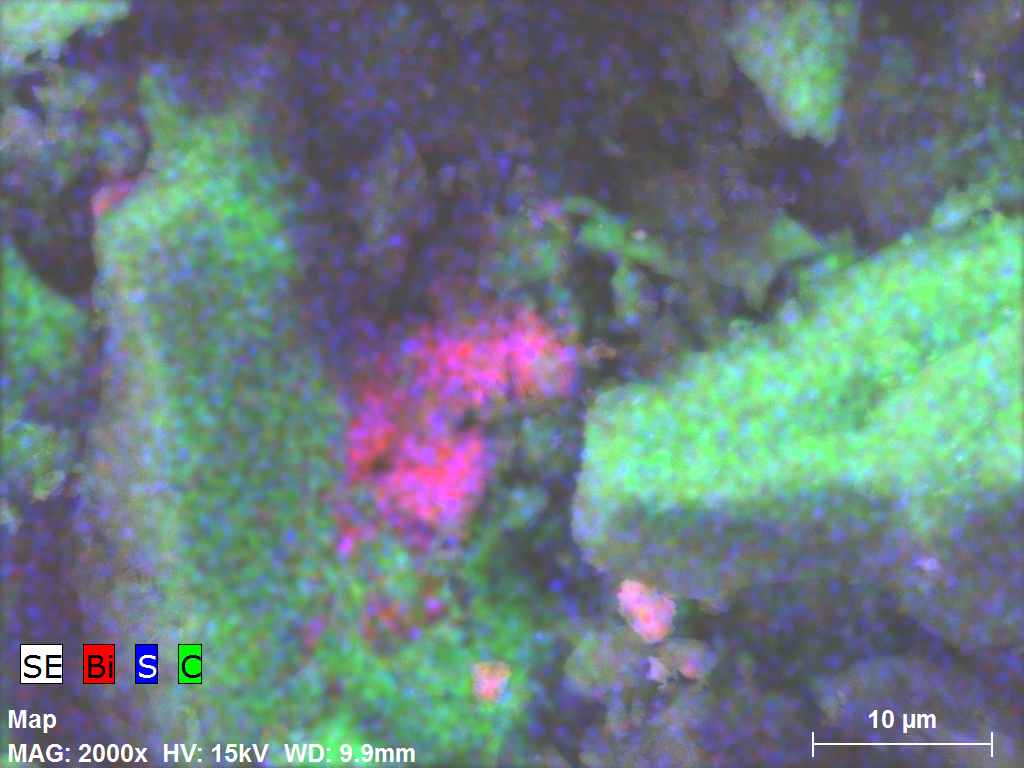 SE Bi S C
Map
10 µm
MAG: 2000x HV: 15kV WD: 9.9mm